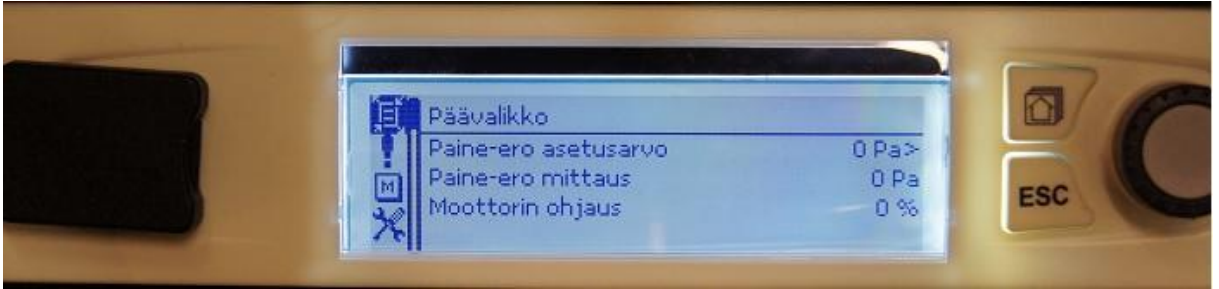 Päävalikko
Paine-ero asetusarvo 0 Pa>
Paine-ero mittaus 0 Pa
M
Moottorin ohjaus 0 %
ESC